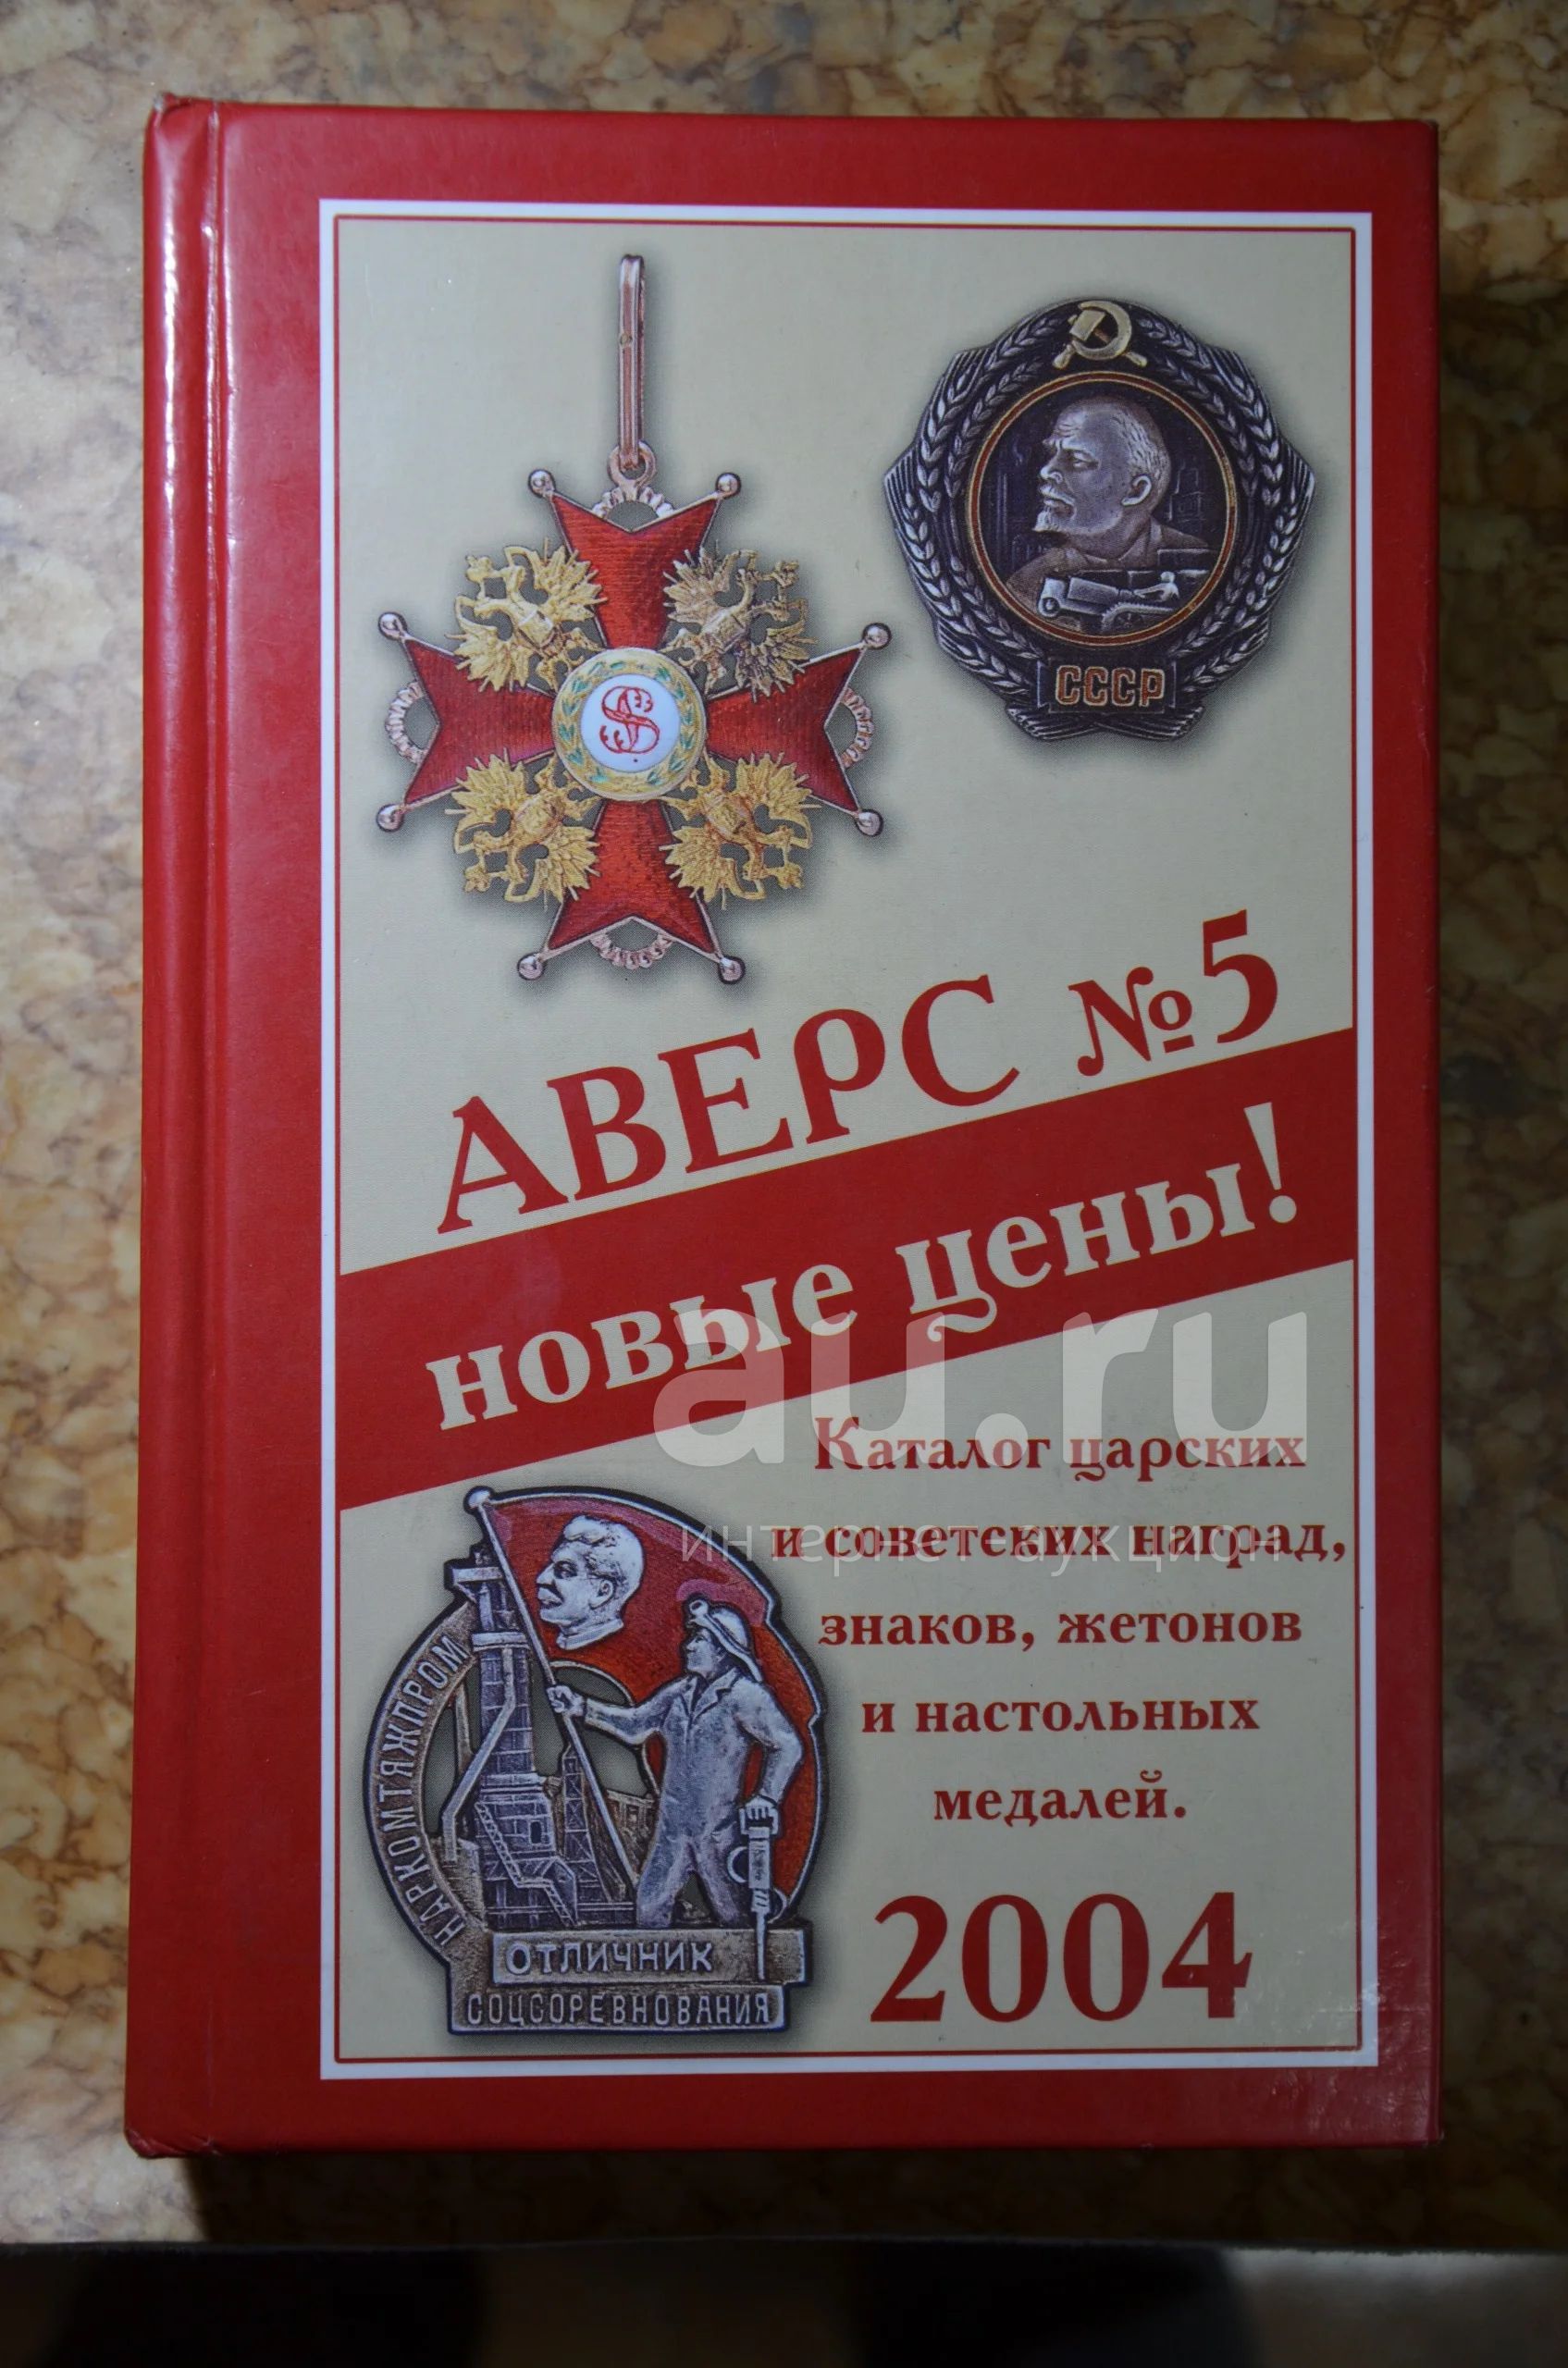 СССР
SS
АВЕРС №5
новые цены!
au.ru
интернет-аукцион
Каталог царских
и советских наград,
знаков, жетонов
и настольных
медалей.
2004
НАРКОМТЯЖПРОМ
ОТЛИЧНИК
СОЦСОРЕВНОВАНИЯ